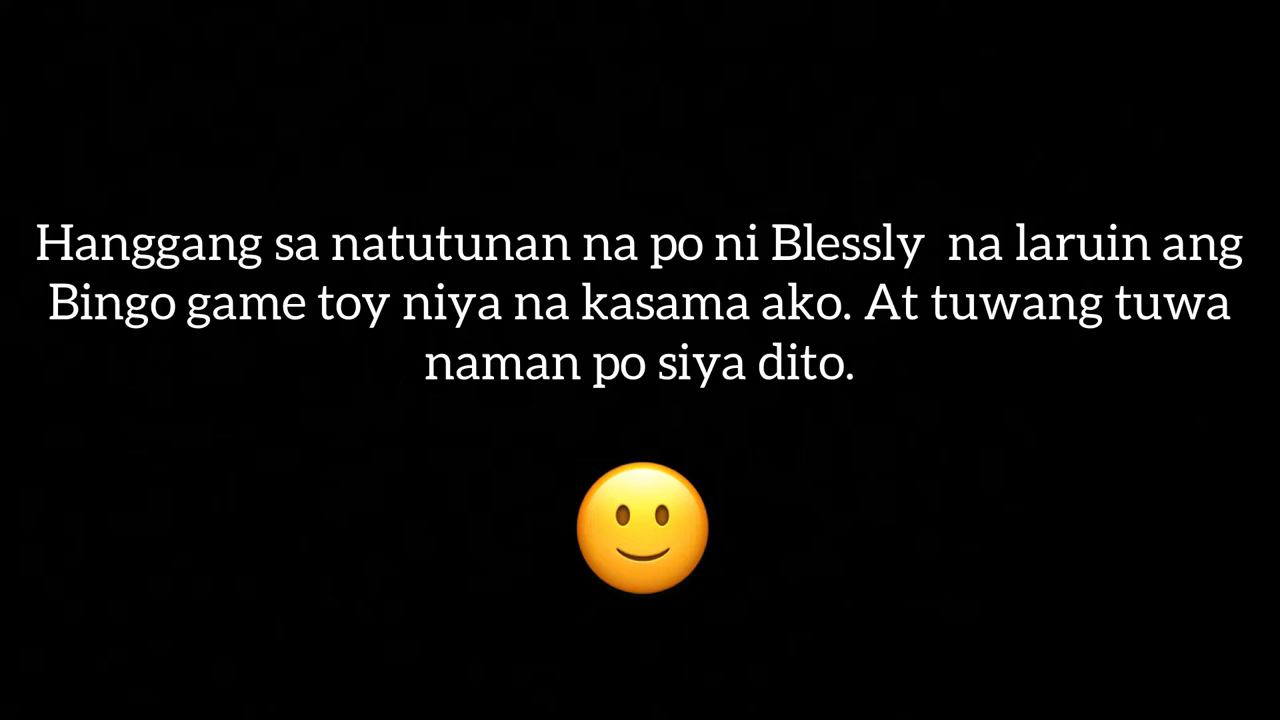 Hanggang sa natutunan na po ni Blessly  na laruin ang
Bingo game toy niya na kasama ako. At tuwang tuwa
naman po siya dito.